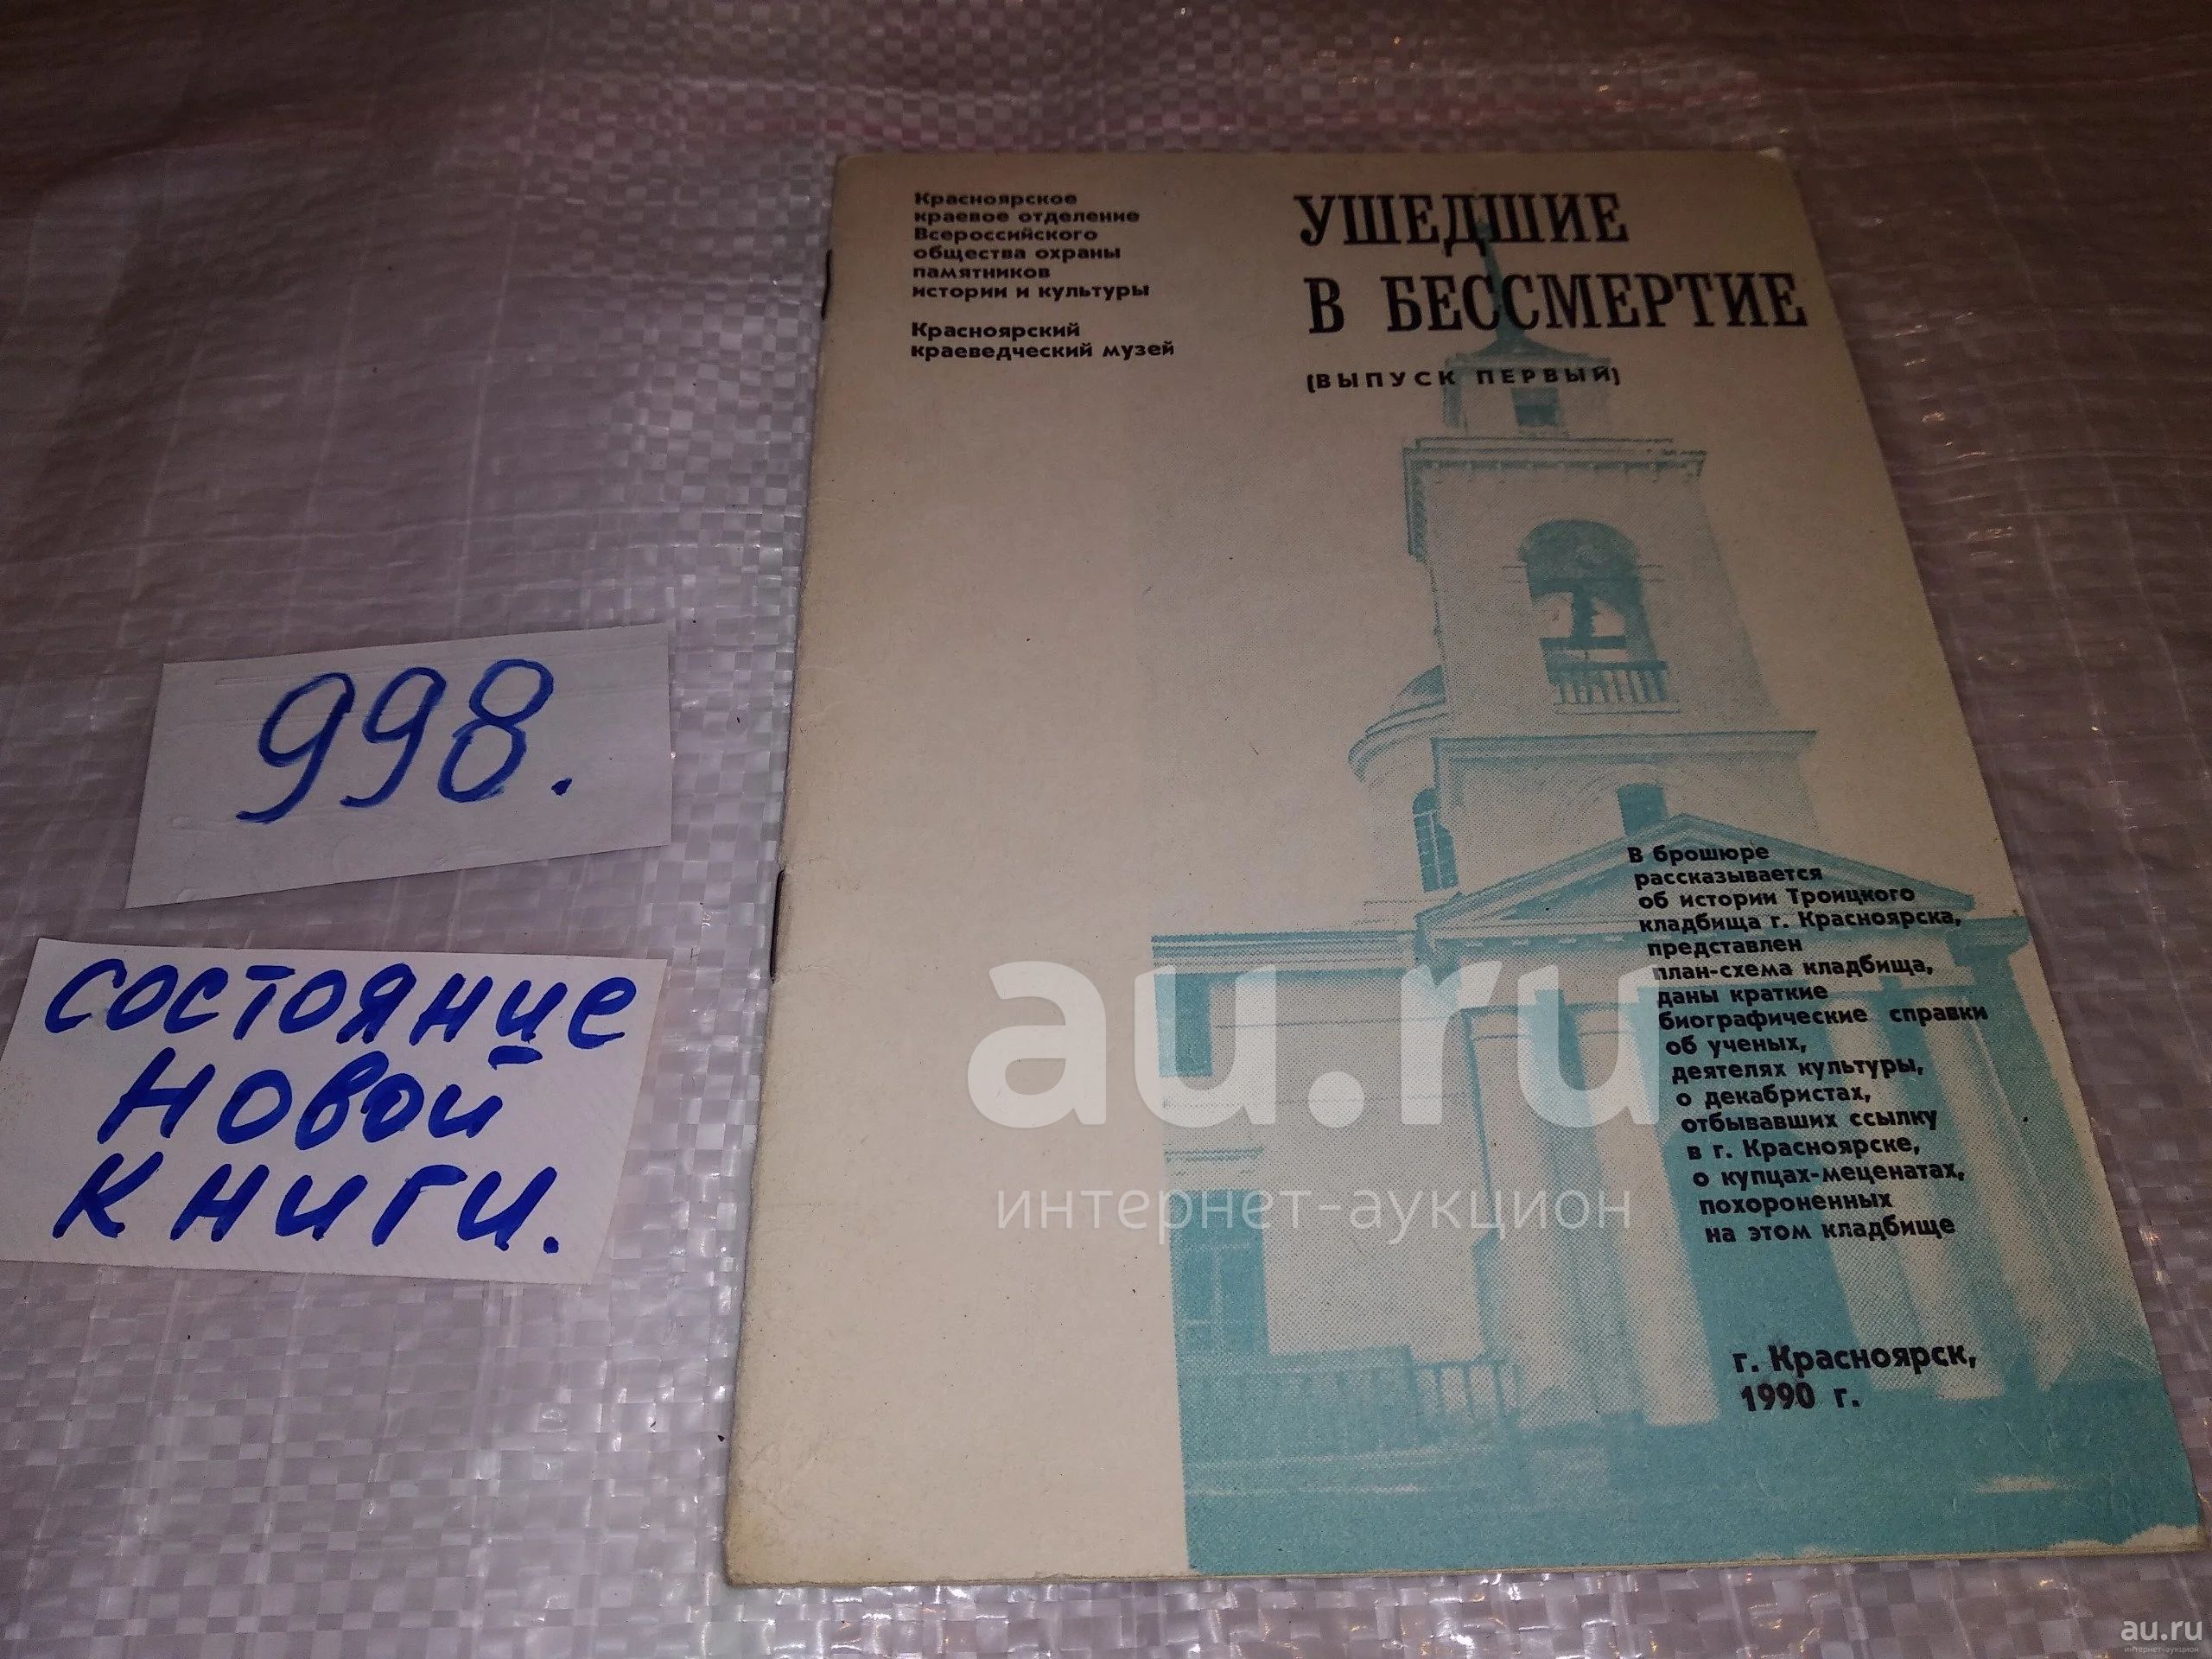 Красноярское
краевое отделение
Всероссийского
общества охраны
памятников
истории и культуры
Красноярский
краеведческий музей
УШЕДШИЕ
В БЕССМЕРТИЕ
(ВЫПУСК ПЕРВЫЙ)
998.
состояние
новой
книги.
В брошюре
рассказывается
об истории Троицкого
кладбища г. Красноярска,
представлен
план-схема кладбища,
даны краткие
биографические справки
об ученых,
деятелях культуры,
о декабристах,
отбывавших ссылку
в г. Красноярске,
о купцах-меценатах,
похороненных
на этом кладбище
г. Красноярск,
1990 г.
au.ru
интернет-аукцион
au.ru
интернет-аукцион